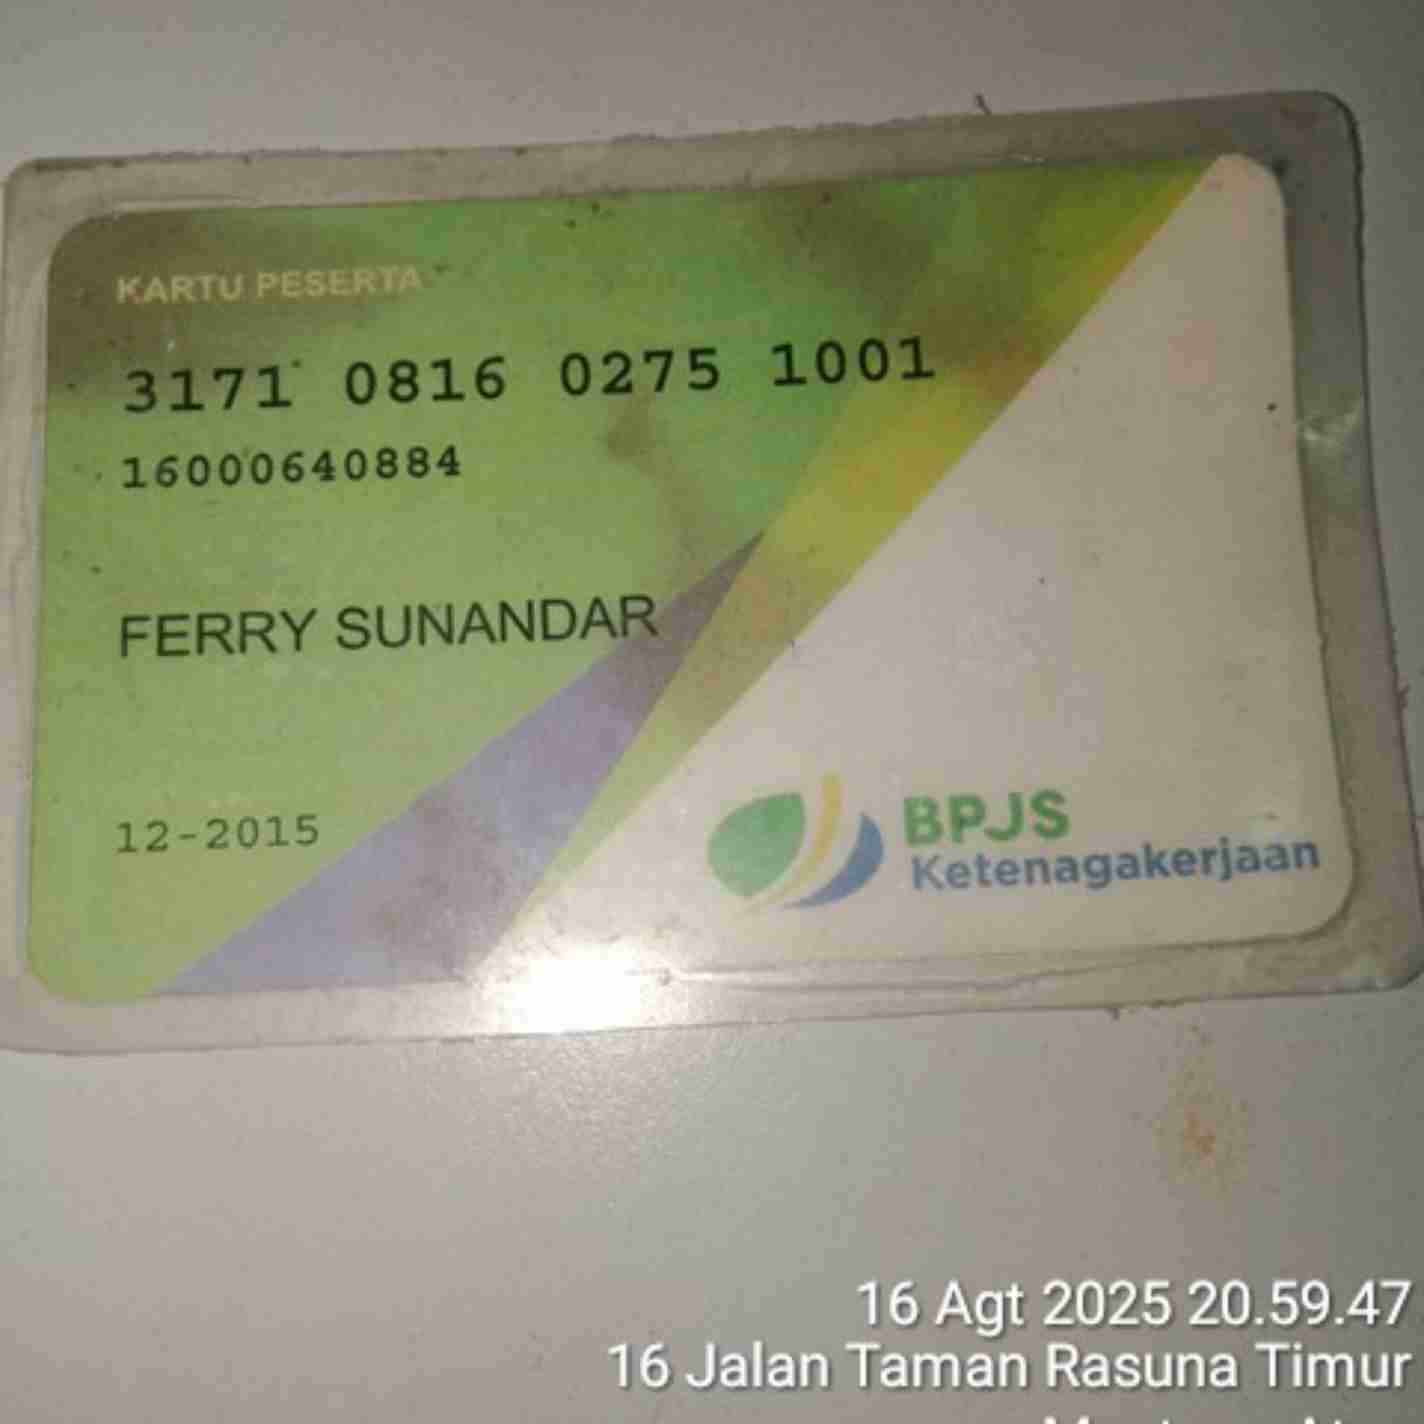 KARTU PESERTA
3171 0816 0275 1001
16000640884
FERRY SUNANDAR
12-2015
BPJS
Ketenagakerjaan
16 Agt 2025 20.59.47
16 Jalan Taman Rasuna Timur